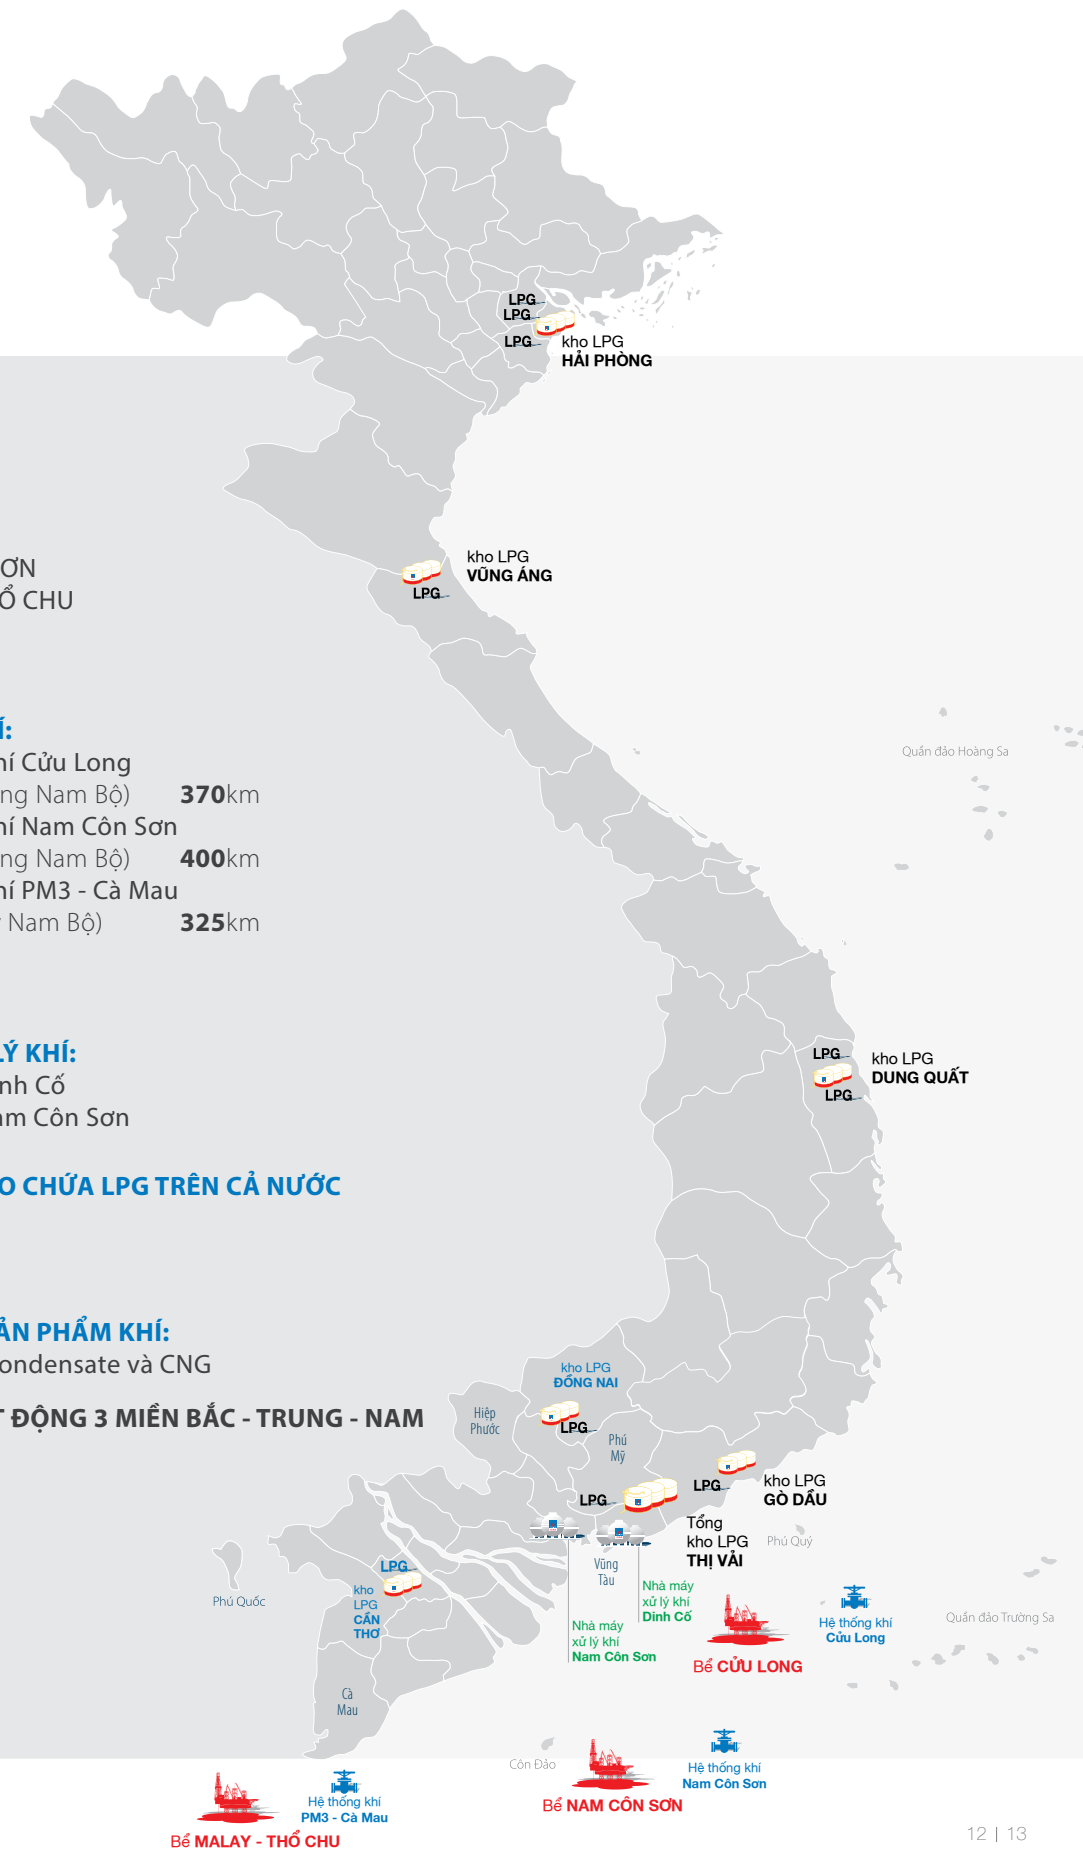 LPG
LPG
LPG
kho LPG
HẢI PHÒNG
kho LPG
VŨNG ÁNG
LPG
ƠN
Ổ CHU
Í:
hí Cửu Long
ng Nam Bộ) 370km
hí Nam Côn Sơn
ng Nam Bộ) 400km
hí PM3 - Cà Mau
Nam Bộ) 325km
Quần đảo Hoàng Sa
LÝ KHÍ:
nh Cố
am Côn Sơn
LPG
kho LPG
DUNG QUẤT
LPG
O CHỨA LPG TRÊN CẢ NƯỚC
ẢN PHẨM KHÍ:
ondensate và CNG
T ĐỘNG 3 MIỀN BẮC - TRUNG - NAM
kho LPG
ĐỒNG NAI
LPG
Hiệp
Phước
Phú
Mỹ
LPG
kho LPG
GÒ DẦU
LPG
Tổng
kho LPG
THỊ VẢI
Phú Quý
Vũng
Tàu
Nhà máy
xử lý khí
Dinh Cố
Nhà máy
xử lý khí
Nam Côn Sơn
LPG
kho
LPG
CẦN
THƠ
Phú Quốc
Cà
Mau
Bể CỬU LONG
Hệ thống khí
Cửu Long
Quần đảo Trường Sa
Côn Đảo
Bể NAM CÔN SƠN
Hệ thống khí
Nam Côn Sơn
Hệ thống khí
PM3 - Cà Mau
Bể MALAY - THỔ CHU
12 | 13